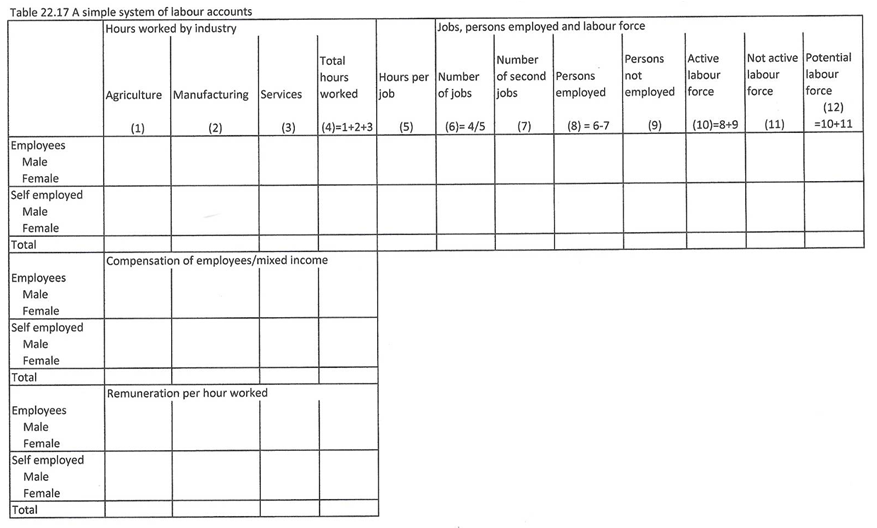 Table 22.17 A simple system of labour accounts
Hours worked by industry
Jobs, persons employed and labour force
Agriculture
(1)
Manufacturing
(2)
Services
(3)
Total
hours
worked
(4)=1+2+3
Hours per
job
(5)
Number
of jobs
(6)= 4/5
Number
of second
jobs
(7)
Persons
employed
(8) = 6-7
Persons
not
employed
(9)
Active
labour
force
(10)=8+9
Not active
labour
force
(11)
Potential
labour
force
(12)
=10+11
Employees
Male
Female
Self employed
Male
Female
Total
Compensation of employees/mixed income
Employees
Male
Female
Self employed
Male
Female
Total
Remuneration per hour worked
Employees
Male
Female
Self employed
Male
Female
Total